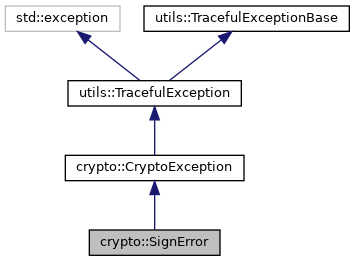 std::exception
utils::TracefulExceptionBase
utils::TracefulException
crypto::CryptoException
crypto::SignError